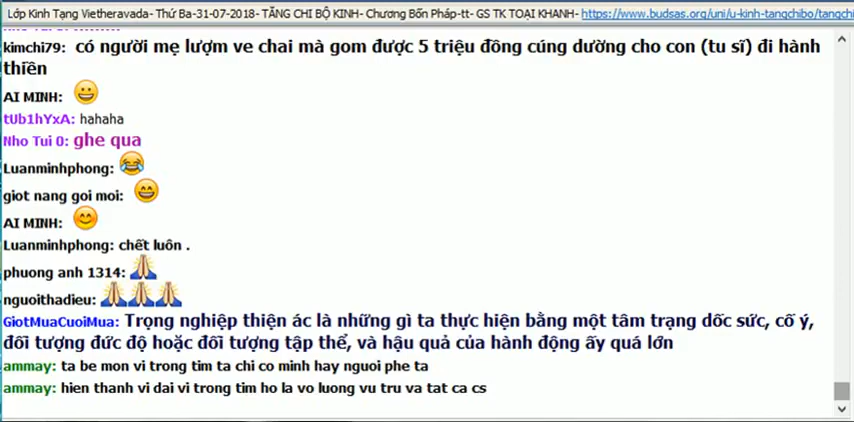 Lớp Kinh Tạng Vietheravada- Thứ Ba-31-07-2018- TĂNG CHI BỘ KINH- Chương Bốn Pháp-tt- GS TK TOẠI KHANH- https://www.budsas.org/uni/u-kinh-tangchibo/tangchi
kimchi79: có người mẹ lượm ve chai mà gom được 5 triệu đồng cúng dường cho con (tu sĩ) đi hành
thiền
AI MINH: 😀
tUb1hYxA: hahaha
Nho Tui 0: ghe qua
Luanminhphong: 😂
giot nang goi moi: 😄
AI MINH: 😊
Luanminhphong: chết luôn .
phuong anh 1314: 🙏
nguoithadieu: 🙏🙏🙏
GiotMuaCuoiMua: Trọng nghiệp thiện ác là những gì ta thực hiện bằng một tâm trạng dốc sức, cố ý,
đối tượng đức độ hoặc đối tượng tập thể, và hậu quả của hành động ấy quá lớn
ammay: ta be mon vi trong tim ta chi co minh hay nguoi phe ta
ammay: hien thanh vi dai vi trong tim ho la vo luong vu tru va tat ca cs